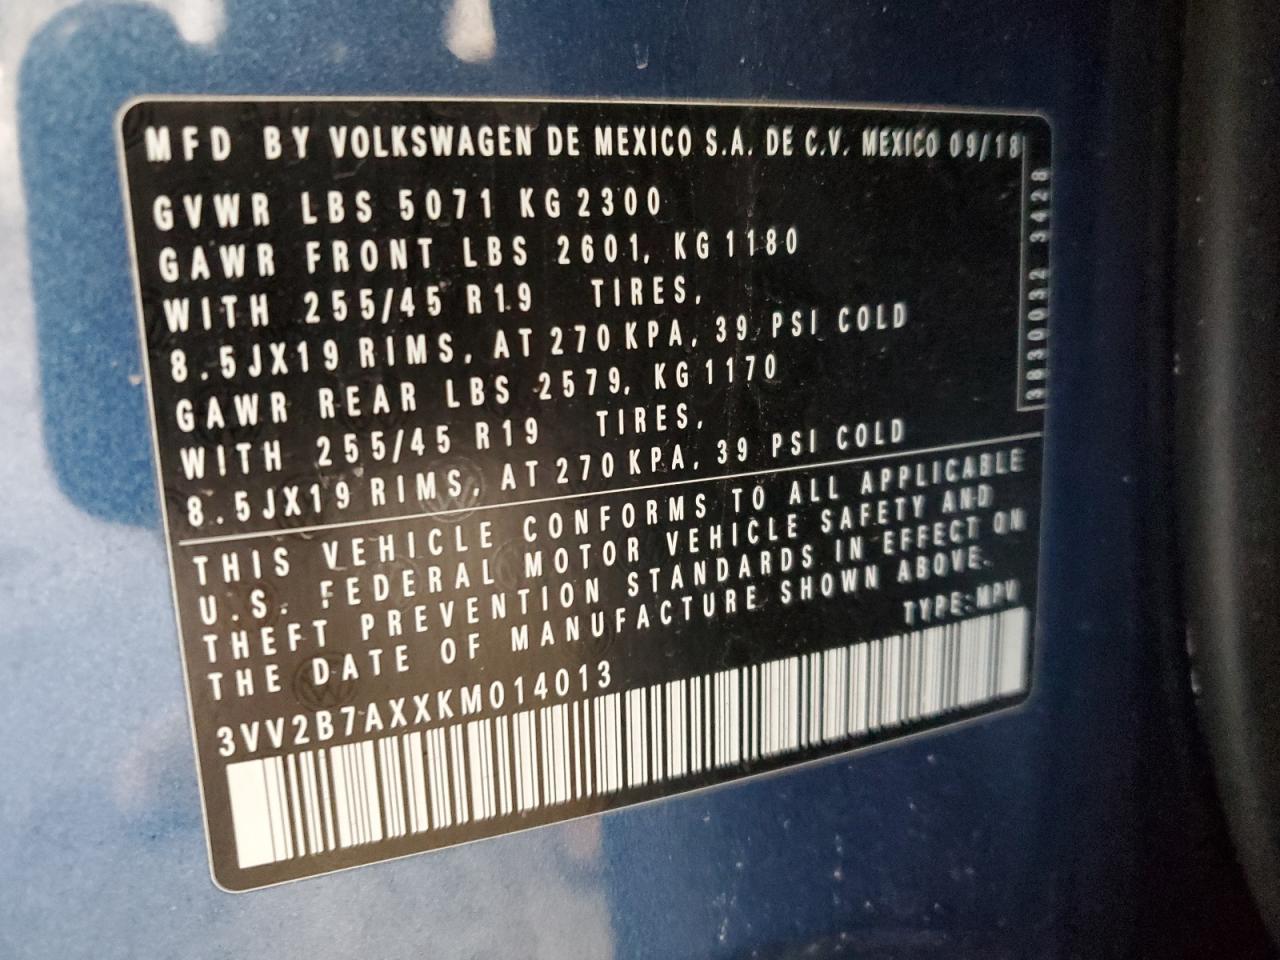 MFD BY VOLKSWAGEN DE MEXICO S.A. DE C.V. MEXICO 09/18
GVWR LBS 5071 KG 2300
GAWR FRONT LBS 2601, KG 1180
WITH 255/45 R19 TIRES,
8.5JX19 RIMS, AT 270 KPA, 39 PSI COLD
GAWR REAR LBS 2579, KG 1170
WITH 255/45 R19 TIRES,
8.5JX19 RIMS, AT 270 KPA, 39 PSI COLD
3830032 3428
THIS VEHICLE CONFORMS TO ALL APPLICABLE
U.S. FEDERAL MOTOR VEHICLE SAFETY AND
THEFT PREVENTION STANDARDS IN EFFECT ON
THE DATE OF MANUFACTURE SHOWN ABOVE.
TYPE: MPV
3VV2B7AXXKM014013